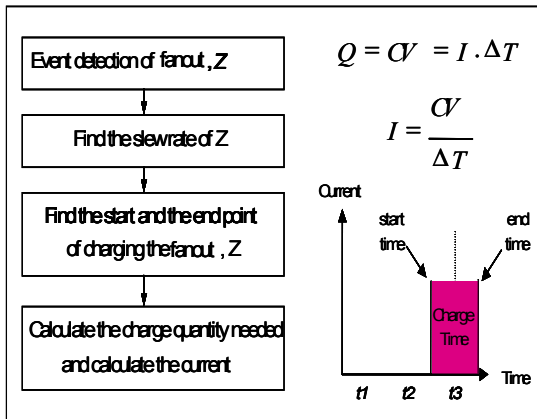 Event detection of fanout, Z
Find the slewrate of Z
Find the start and the end point
of charging the fanout, Z
Calculate the charge quantity needed
and calculate the current
Q = CV = I . ΔT
I = CV / ΔT
Current
start
time
end
time
Charge
Time
Time
t1 t2 t3